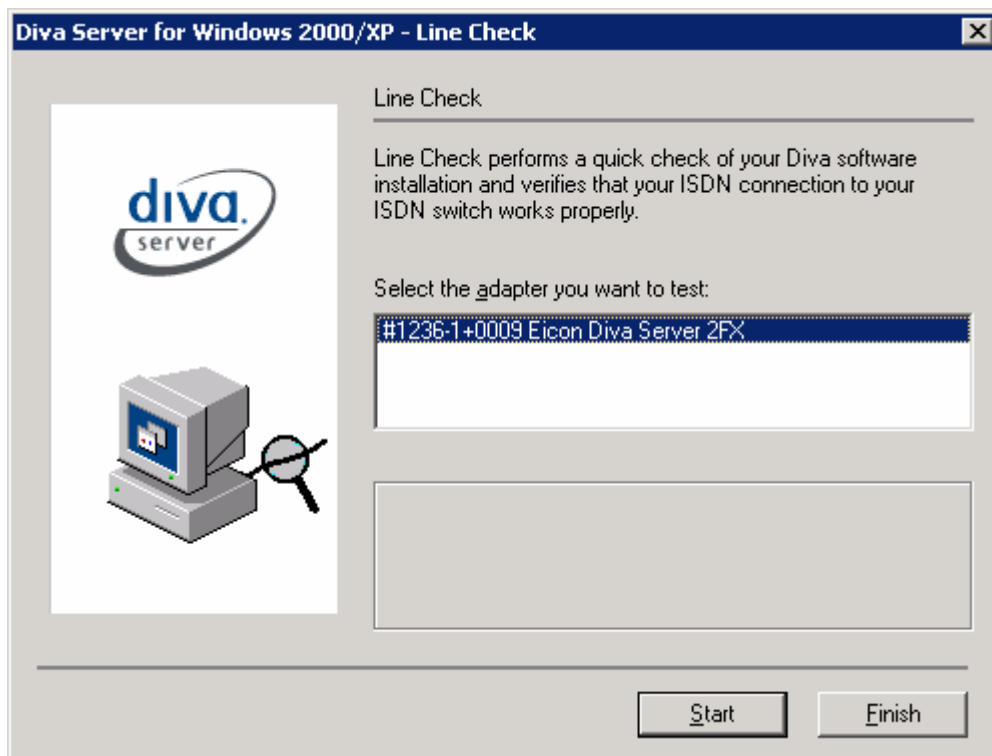 Diva Server for Windows 2000/XP - Line Check
diva.
server
Line Check
Line Check performs a quick check of your Diva software
installation and verifies that your ISDN connection to your
ISDN switch works properly.
Select the adapter you want to test:
#1236-1+0009 Eicon Diva Server 2FX
Start
Finish